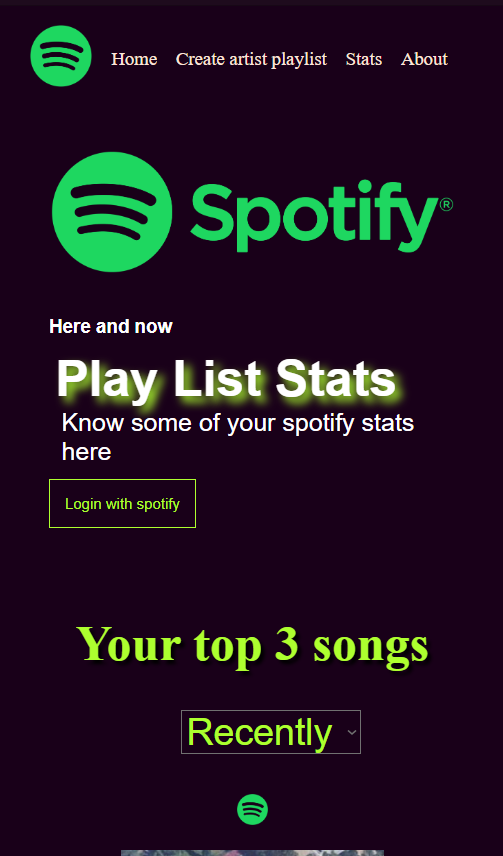 Home Create artist playlist Stats About
Spotify®
Here and now
Play List Stats
Know some of your spotify stats
here
Login with spotify
Your top 3 songs
Recently